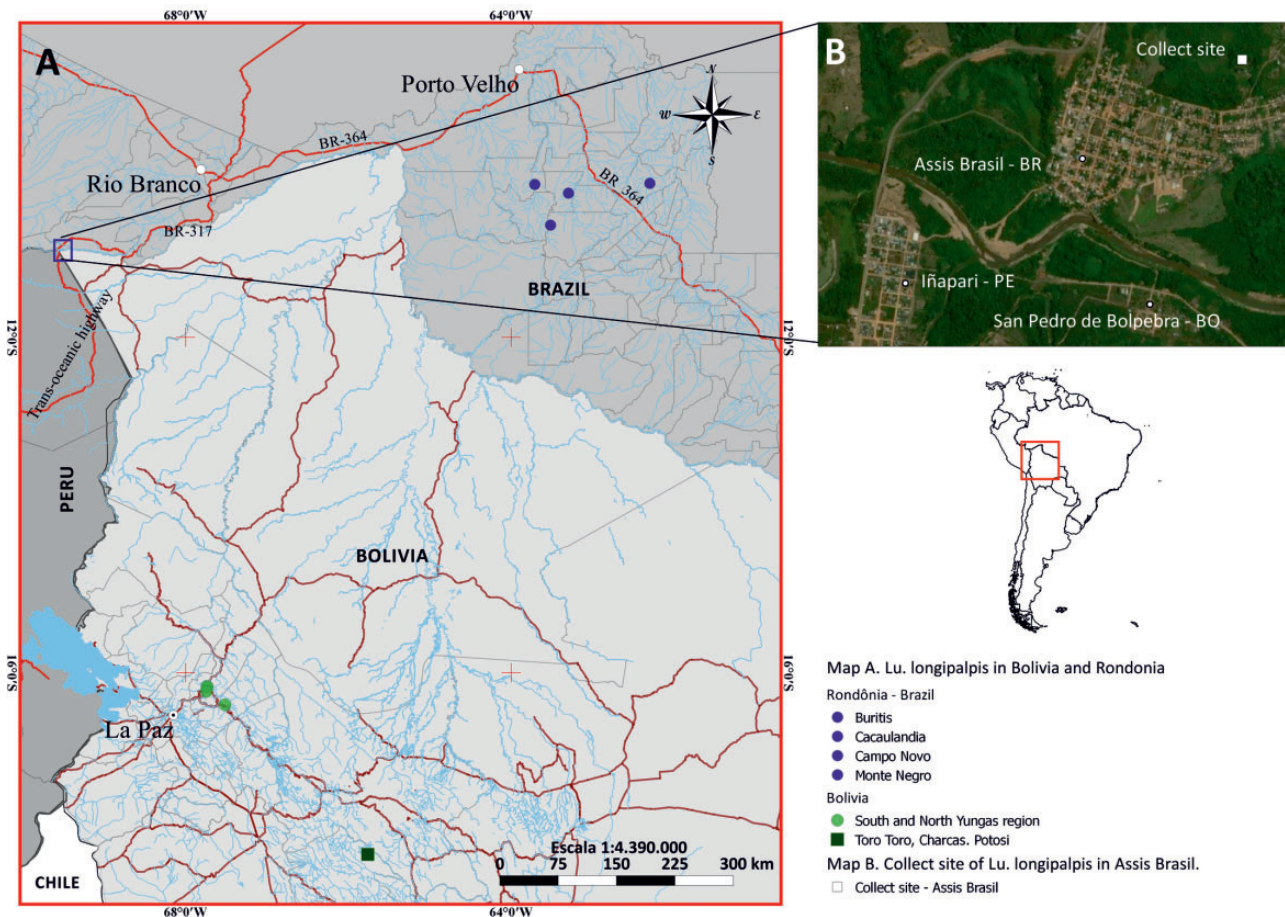 68°0'W
64°0'W
A
Porto Velho
N
W
E
S
BR-364
Rio Branco
BR 364
BR-317
BRAZIL
12°0'S
12°0'S
Trans-oceanic highway
PERU
BOLIVIA
16°0'S
16°0'S
La Paz
Escala 1:4.390.000
0 75 150 225 300 km
CHILE
68°0'W
64°0'W
B
Collect site
Assis Brasil - BR
Iñapari - PE
San Pedro de Bolpebra - BO
Map A. Lu. longipalpis in Bolivia and Rondonia
Rondônia - Brazil
Buritis
Cacaulandia
Campo Novo
Monte Negro
Bolivia
South and North Yungas region
Toro Toro, Charcas. Potosi
Map B. Collect site of Lu. longipalpis in Assis Brasil.
Collect site - Assis Brasil